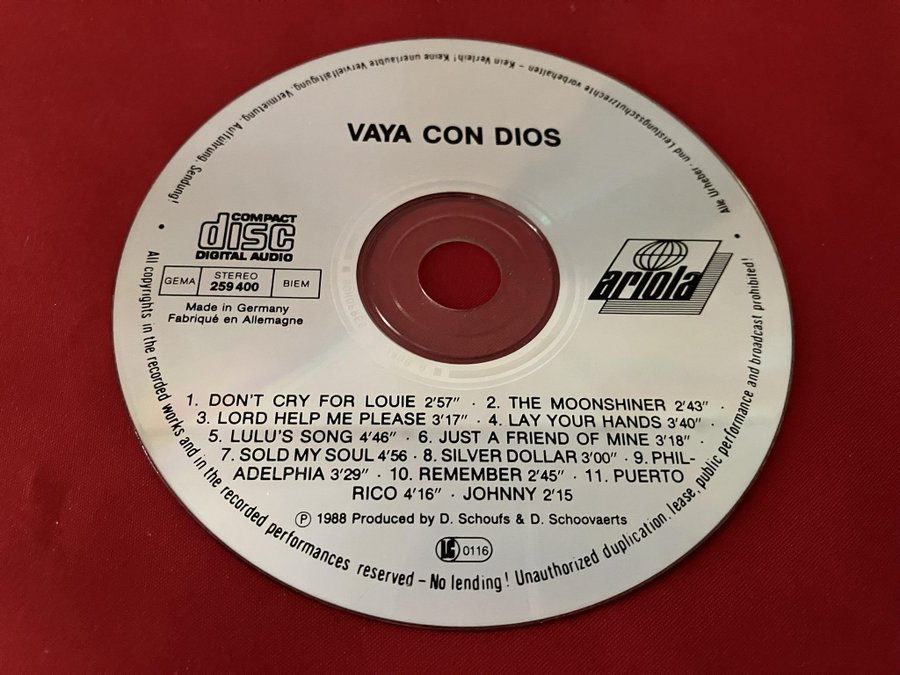 Alle Urheber- und Leistungsschutzrechte vorbehalten – Kein Verleih! Keine unerlaubte Vervielfältigung, Vermietung, Aufführung, Sendung!
VAYA CON DIOS
COMPACT
disc
DIGITAL AUDIO
GEMA
STEREO
259 400
BIEM
Made in Germany
Fabriqué en Allemagne
ariola
1. DON'T CRY FOR LOUIE 2'57" · 2. THE MOONSHINER 2'43" ·
3. LORD HELP ME PLEASE 3'17" · 4. LAY YOUR HANDS 3'40" ·
5. LULU'S SONG 4'46" · 6. JUST A FRIEND OF MINE 3'18" ·
7. SOLD MY SOUL 4'56 · 8. SILVER DOLLAR 3'00" · 9. PHIL-
ADELPHIA 3'29" · 10. REMEMBER 2'45" · 11. PUERTO
RICO 4'16" · JOHNNY 2'15
Ⓟ 1988 Produced by D. Schoufs & D. Schoovaerts
LC 0116
All copyrights in the recorded works and in the recorded performances reserved – No lending! Unauthorized duplication, lease, public performance and broadcast prohibited!